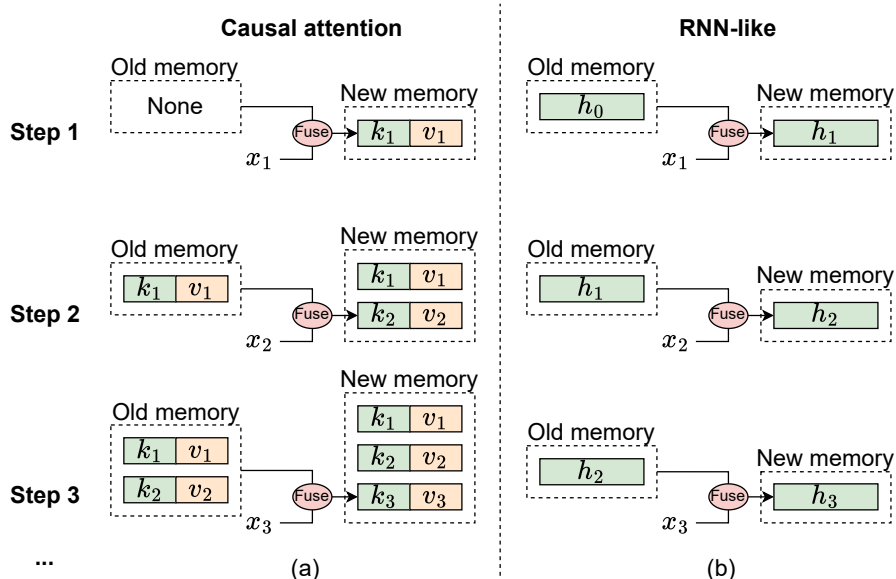 Causal attention
RNN-like
Step 1
Old memory
None
Fuse
x₁
New memory
k₁ v₁
Old memory
h₀
Fuse
x₁
New memory
h₁
Step 2
Old memory
k₁ v₁
Fuse
x₂
New memory
k₁ v₁
k₂ v₂
Old memory
h₁
Fuse
x₂
New memory
h₂
Step 3
Old memory
k₁ v₁
k₂ v₂
Fuse
x₃
New memory
k₁ v₁
k₂ v₂
k₃ v₃
Old memory
h₂
Fuse
x₃
New memory
h₃
...
(a)
(b)